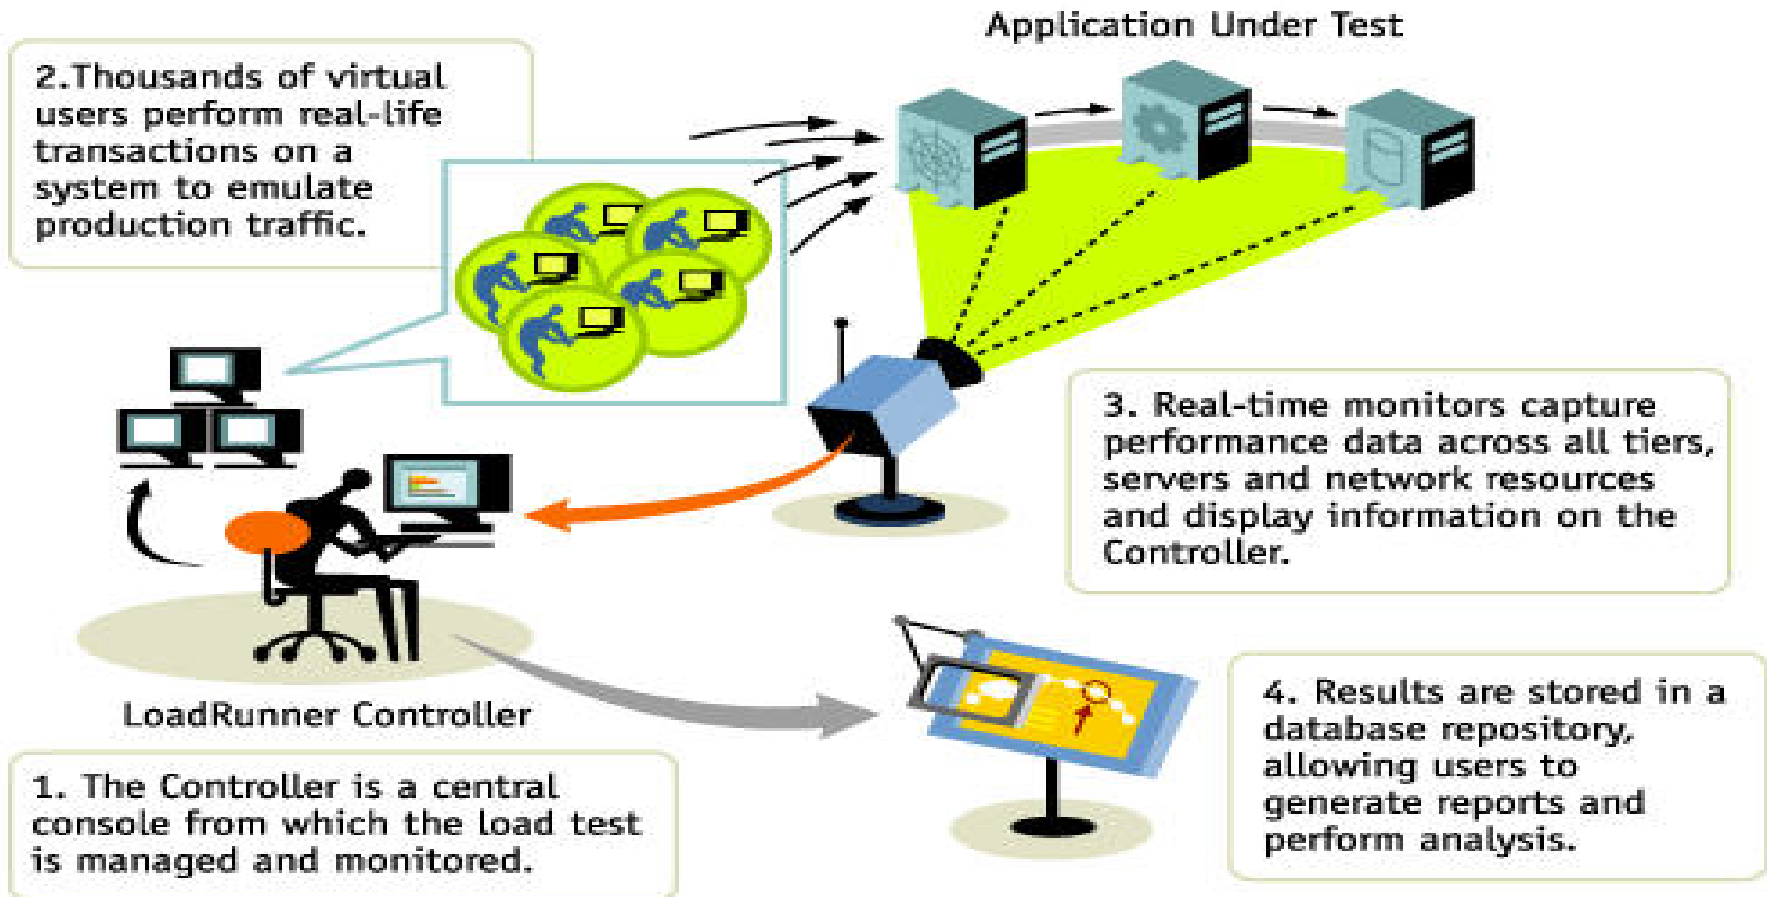 Application Under Test
2.Thousands of virtual
users perform real-life
transactions on a
system to emulate
production traffic.
3. Real-time monitors capture
performance data across all tiers,
servers and network resources
and display information on the
Controller.
LoadRunner Controller
1. The Controller is a central
console from which the load test
is managed and monitored.
4. Results are stored in a
database repository,
allowing users to
generate reports and
perform analysis.